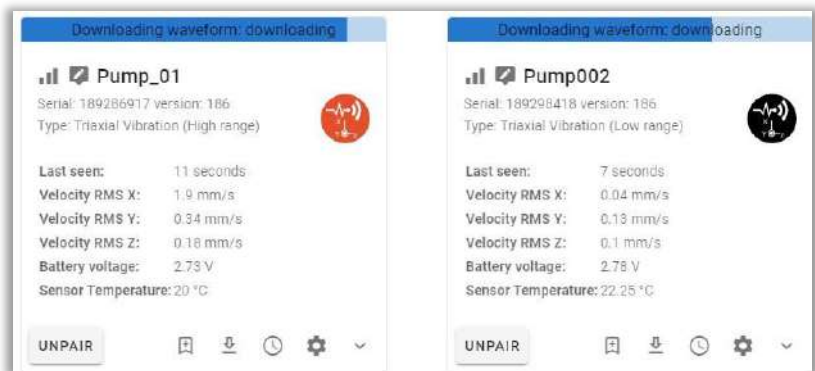 Downloading waveform: downloading
Pump_01
Serial: 189286917 version: 186
Type: Triaxial Vibration (High range)
Last seen: 11 seconds
Velocity RMS X: 1.9 mm/s
Velocity RMS Y: 0.34 mm/s
Velocity RMS Z: 0.18 mm/s
Battery voltage: 2.73 V
Sensor Temperature: 20 °C
UNPAIR
Downloading waveform: downloading
Pump002
Serial: 189298418 version: 186
Type: Triaxial Vibration (Low range)
Last seen: 7 seconds
Velocity RMS X: 0.04 mm/s
Velocity RMS Y: 0.13 mm/s
Velocity RMS Z: 0.1 mm/s
Battery voltage: 2.78 V
Sensor Temperature: 22.25 °C
UNPAIR